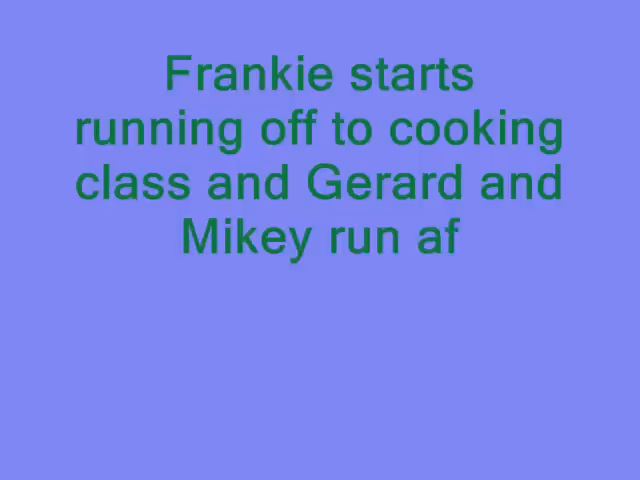 Frankie starts
running off to cooking
class and Gerard and
Mikey run af